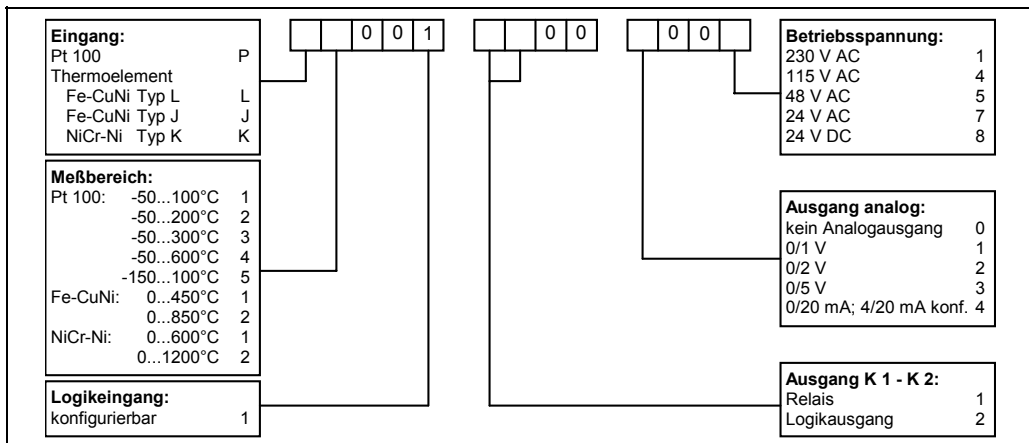 0 0 1 0 0 0 0
Eingang:
Pt 100 P
Thermoelement
Fe-CuNi Typ L L
Fe-CuNi Typ J J
NiCr-Ni Typ K K
Meßbereich:
Pt 100: -50...100°C 1
-50...200°C 2
-50...300°C 3
-50...600°C 4
-150...100°C 5
Fe-CuNi: 0...450°C 1
0...850°C 2
NiCr-Ni: 0...600°C 1
0...1200°C 2
Logikeingang:
konfigurierbar 1
Betriebsspannung:
230 V AC 1
115 V AC 4
48 V AC 5
24 V AC 7
24 V DC 8
Ausgang analog:
kein Analogausgang 0
0/1 V 1
0/2 V 2
0/5 V 3
0/20 mA; 4/20 mA konf. 4
Ausgang K 1 - K 2:
Relais 1
Logikausgang 2